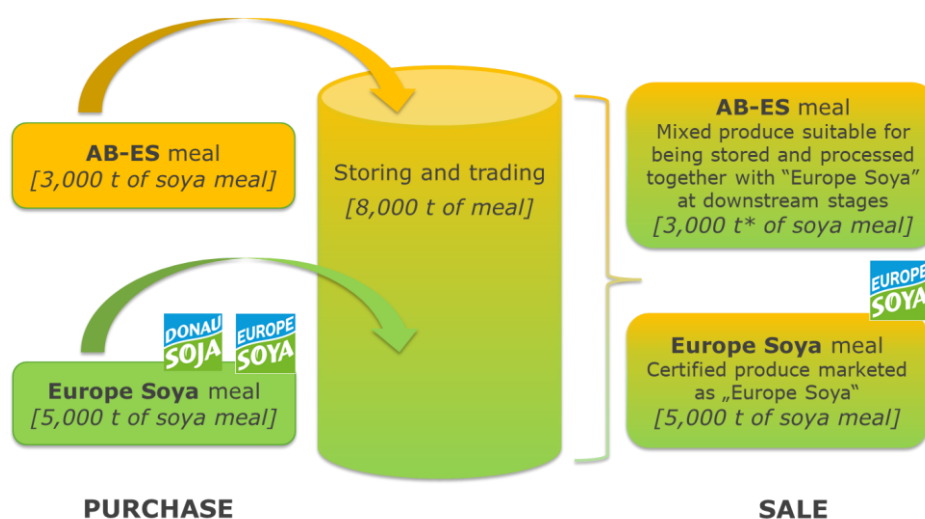 AB-ES meal
[3,000 t of soya meal]
DONAU
SOJA
EUROPE
SOYA
Europe Soya meal
[5,000 t of soya meal]
PURCHASE
Storing and trading
[8,000 t of meal]
AB-ES meal
Mixed produce suitable for
being stored and processed
together with “Europe Soya”
at downstream stages
[3,000 t* of soya meal]
EUROPE
SOYA
Europe Soya meal
Certified produce marketed
as „Europe Soya“
[5,000 t of soya meal]
SALE